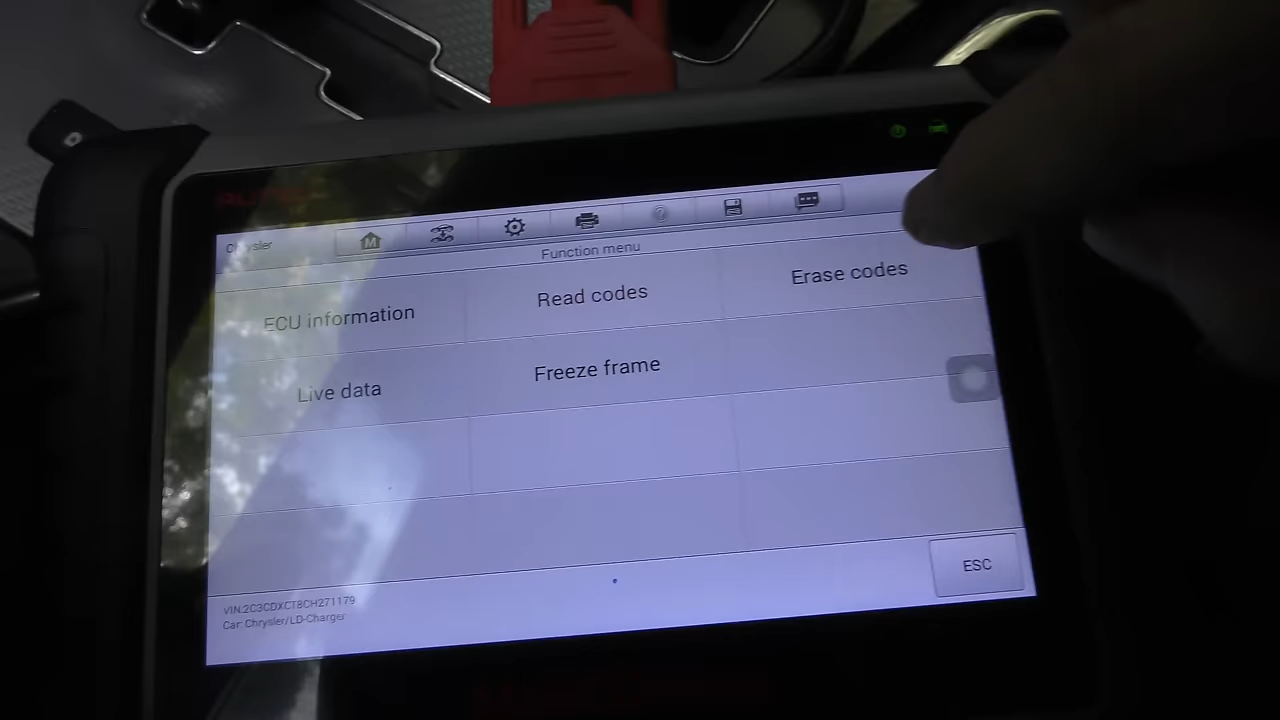 AUTEL
Chrysler
M
Function menu
ECU information
Read codes
Erase codes
Live data
Freeze frame
ESC
VIN:2C3CDXCT8CH271179
Car: Chrysler/LD-Charger